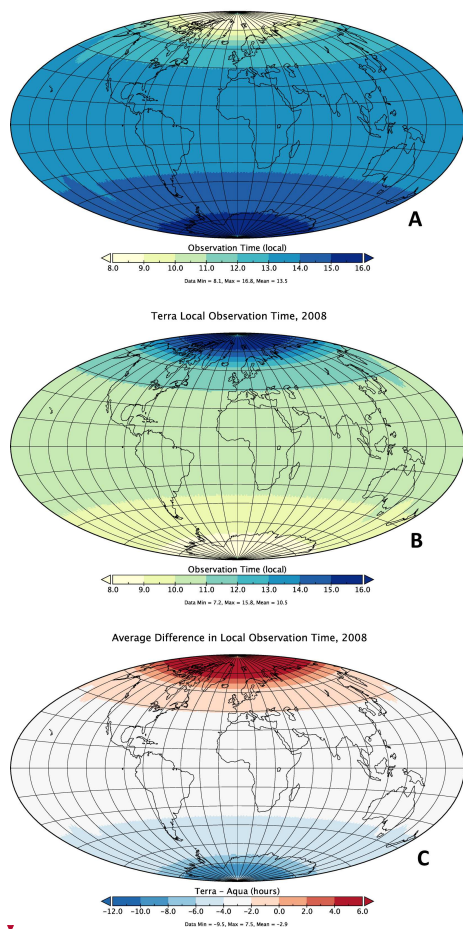 A
Observation Time (local)
8.0 9.0 10.0 11.0 12.0 13.0 14.0 15.0 16.0
Data Min = 8.1, Max = 16.8, Mean = 13.5
Terra Local Observation Time, 2008
B
Observation Time (local)
8.0 9.0 10.0 11.0 12.0 13.0 14.0 15.0 16.0
Data Min = 7.2, Max = 15.8, Mean = 10.5
Average Difference in Local Observation Time, 2008
C
Terra - Aqua (hours)
-12.0 -10.0 -8.0 -6.0 -4.0 -2.0 0.0 2.0 4.0 6.0
Data Min = -9.5, Max = 7.5, Mean = -2.9